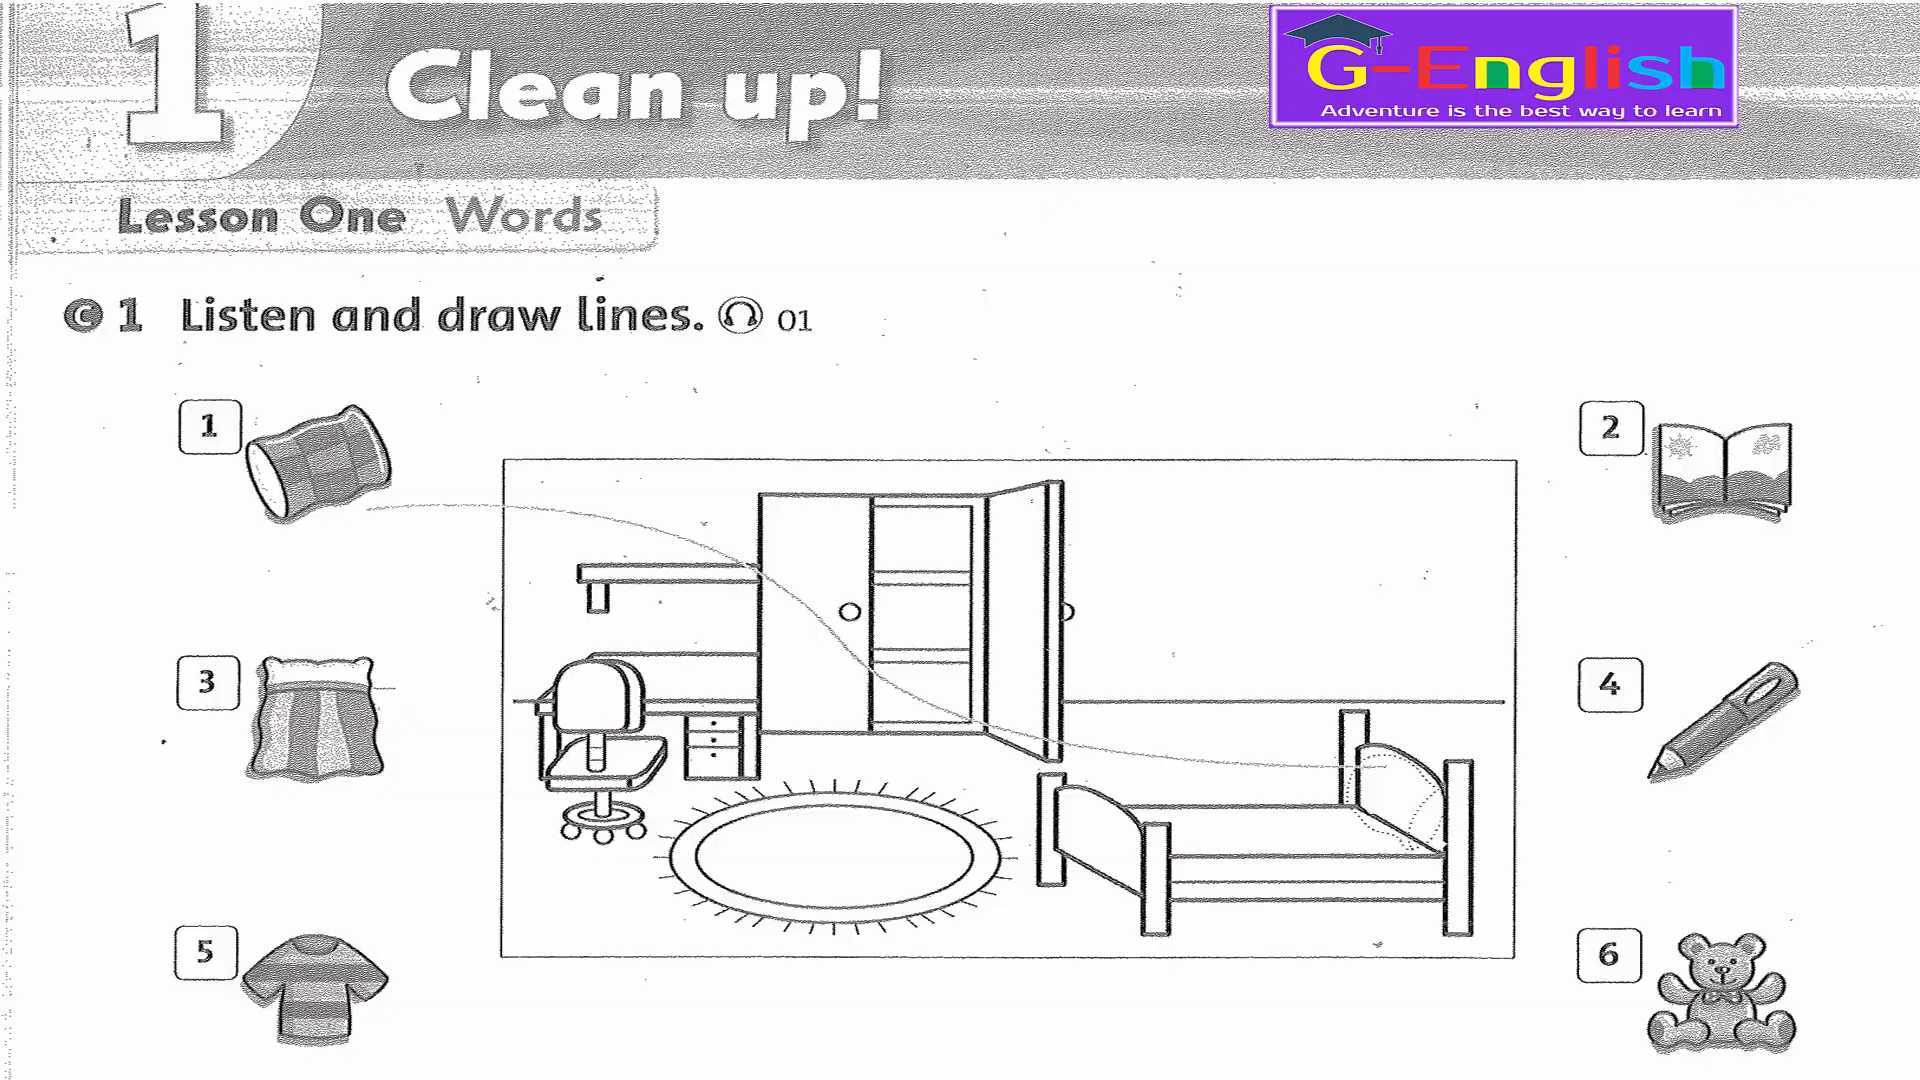 1 Clean up!
G-English
Adventure is the best way to learn
Lesson One Words
C 1 Listen and draw lines. 01
1
2
3
4
5
6